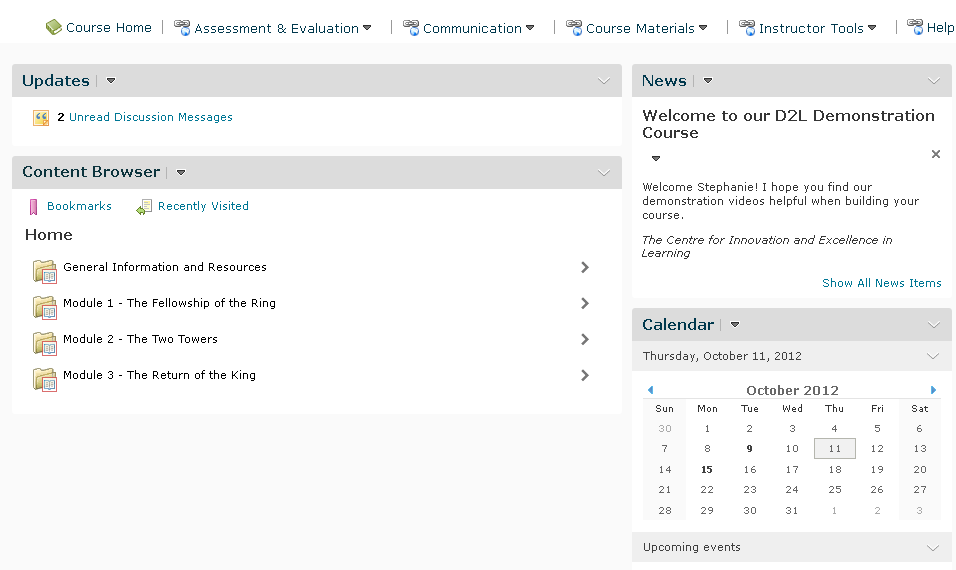 Course Home Assessment & Evaluation Communication Course Materials Instructor Tools Help
Updates
2 Unread Discussion Messages
Content Browser
Bookmarks Recently Visited
Home
General Information and Resources
Module 1 - The Fellowship of the Ring
Module 2 - The Two Towers
Module 3 - The Return of the King
News
Welcome to our D2L Demonstration
Course
Welcome Stephanie! I hope you find our
demonstration videos helpful when building your
course.
The Centre for Innovation and Excellence in
Learning
Show All News Items
Calendar
Thursday, October 11, 2012
October 2012
Sun Mon Tue Wed Thu Fri Sat
30 1 2 3 4 5 6
7 8 9 10 11 12 13
14 15 16 17 18 19 20
21 22 23 24 25 26 27
28 29 30 31 1 2 3
Upcoming events